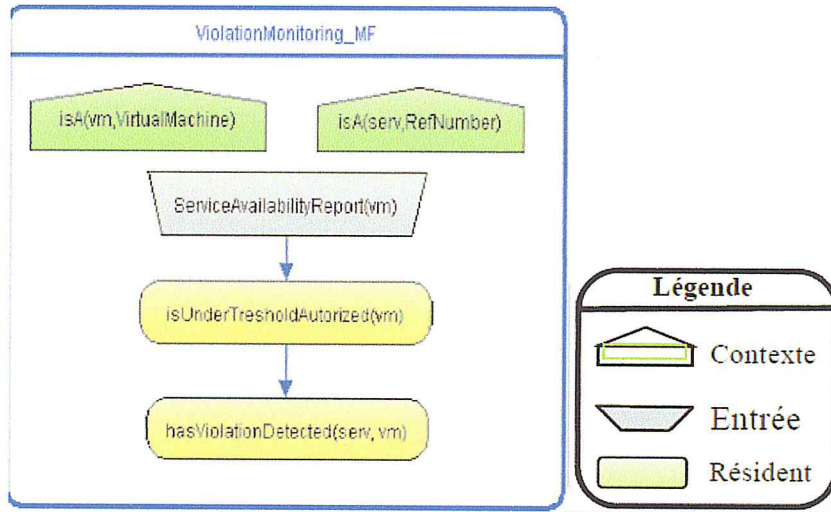 ViolationMonitoring_MF
isA(vm,VirtualMachine)
isA(serv,RefNumber)
ServiceAvailabilityReport(vm)
isUnderTresholdAutorized(vm)
hasViolationDetected(serv, vm)
Légende
Contexte
Entrée
Résident